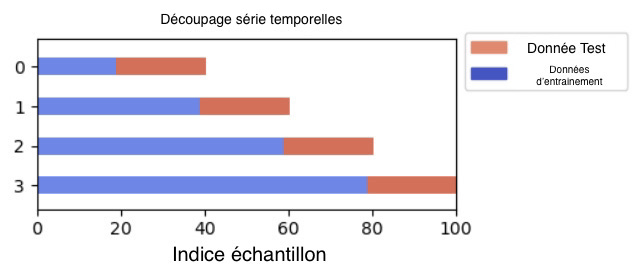 Découpage série temporelles
Donnée Test
Données
d'entrainement
0
1
2
3
0 20 40 60 80 100
Indice échantillon